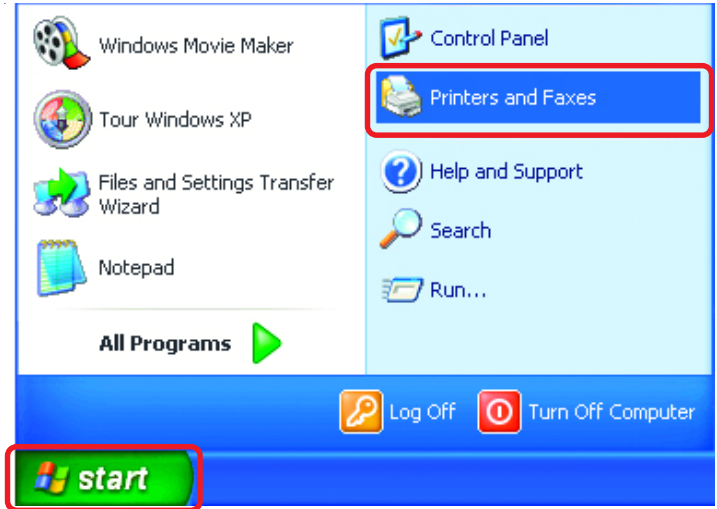 Windows Movie Maker
Tour Windows XP
Files and Settings Transfer
Wizard
Notepad
All Programs
Control Panel
Printers and Faxes
Help and Support
Search
Run...
Log Off
Turn Off Computer
start